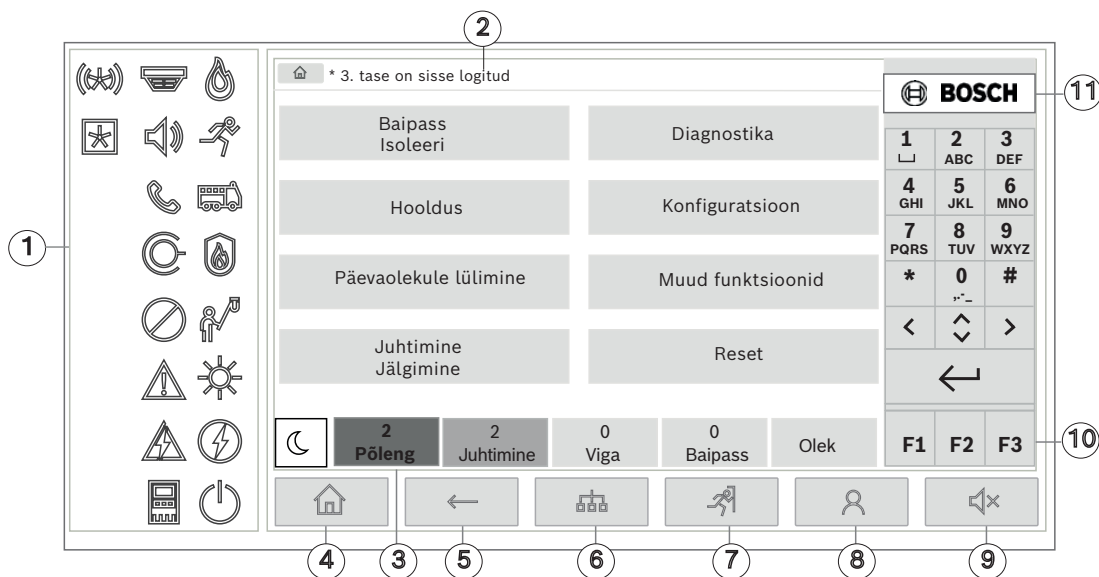 2
* 3. tase on sisse logitud
BOSCH
11
Baipass
Isoleeri
Diagnostika
1
2
ABC
3
DEF
Hooldus
Konfiguratsioon
4
GHI
5
JKL
6
MNO
1
7
PQRS
8
TUV
9
WXYZ
Päevaolekule lülimine
Muud funktsioonid
*
0
,.-_
#
Juhtimine
Jälgimine
Reset
2
Põleng
2
Juhtimine
0
Viga
0
Baipass
Olek
F1
F2
F3
10
4
3
5
6
7
8
9